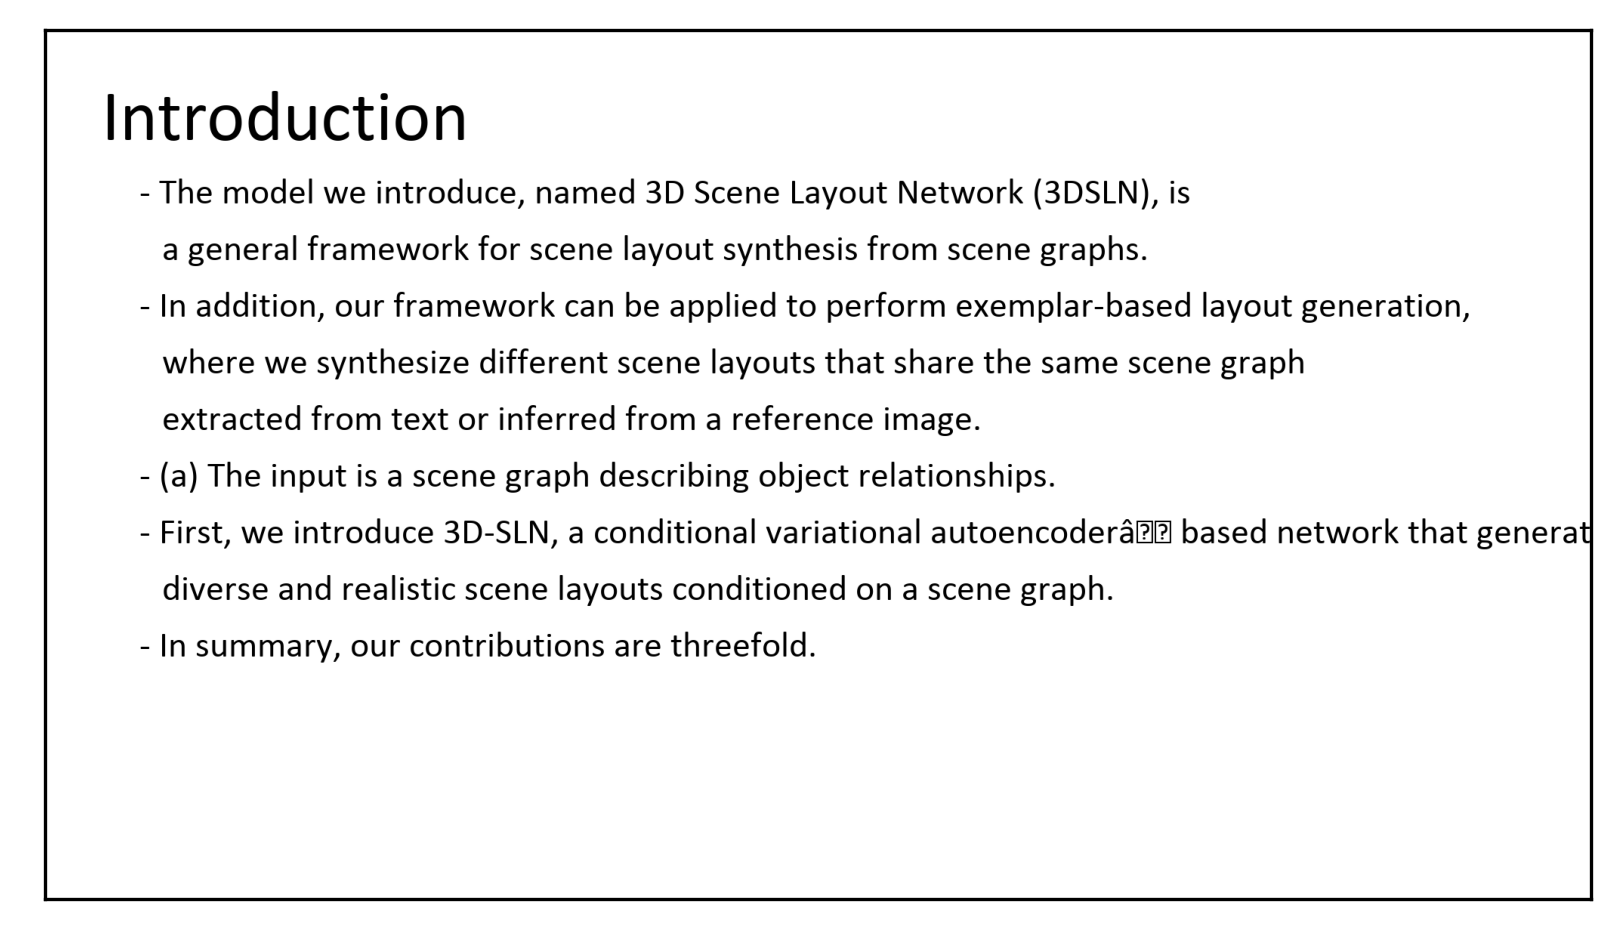 Introduction
- The model we introduce, named 3D Scene Layout Network (3DSLN), is
a general framework for scene layout synthesis from scene graphs.
- In addition, our framework can be applied to perform exemplar-based layout generation,
where we synthesize different scene layouts that share the same scene graph
extracted from text or inferred from a reference image.
- (a) The input is a scene graph describing object relationships.
- First, we introduce 3D-SLN, a conditional variational autoencoderâ⍰⍰ based network that generat
diverse and realistic scene layouts conditioned on a scene graph.
- In summary, our contributions are threefold.